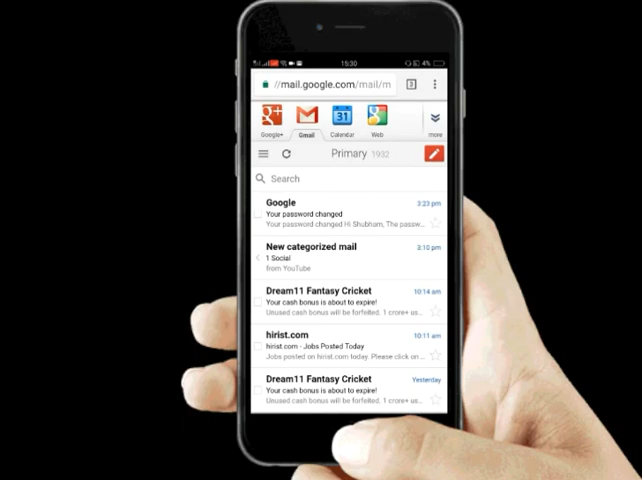 15:30
4%
//mail.google.com/mail/m
3
Google+
Gmail
31
Calendar
Web
more
Primary 1932
Search
Google 3:23 pm
Your password changed
Your password changed Hi Shubham, The passw...
New categorized mail 3:10 pm
1 Social
from YouTube
Dream11 Fantasy Cricket 10:14 am
Your cash bonus is about to expire!
Unused cash bonus will be forfeited. 1 crore+ us...
hirist.com 10:11 am
hirist.com - Jobs Posted Today
Jobs posted on hirist.com today. Please click on ...
Dream11 Fantasy Cricket Yesterday
Your cash bonus is about to expire!
Unused cash bonus will be forfeited. 1 crore+ us...